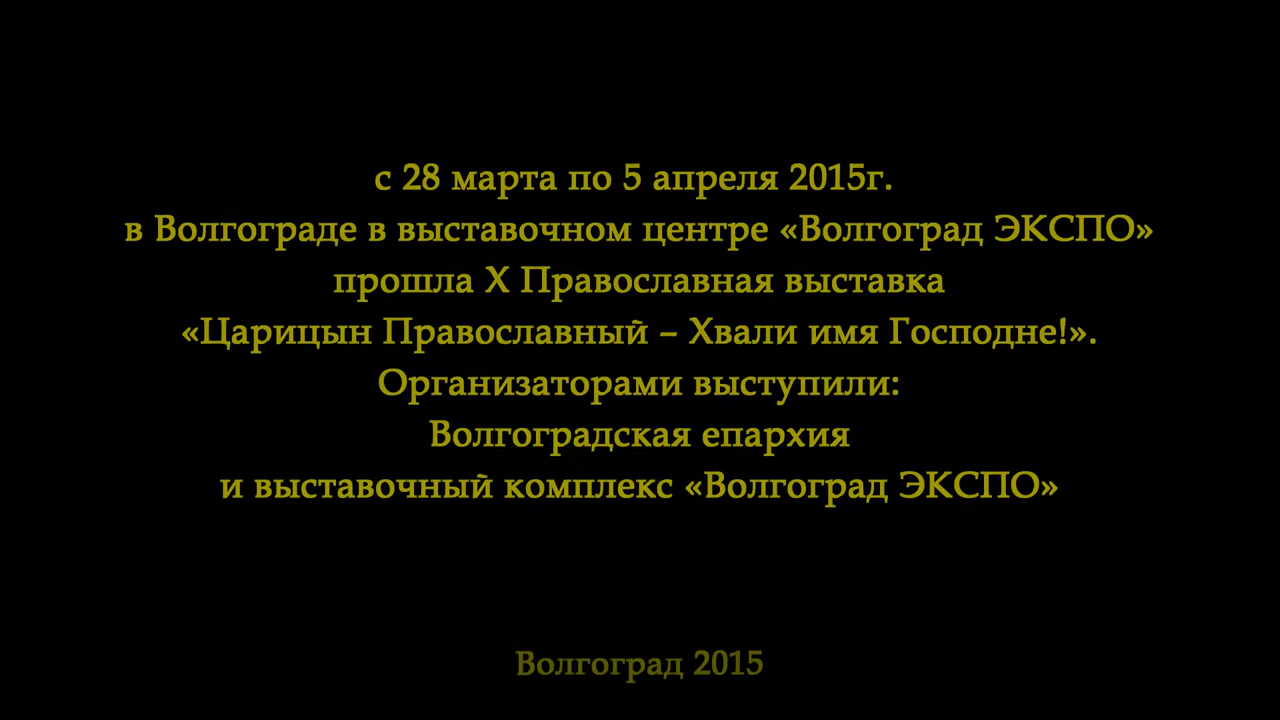 с 28 марта по 5 апреля 2015г.
в Волгограде в выставочном центре «Волгоград ЭКСПО»
прошла X Православная выставка
«Царицын Православный – Хвали имя Господне!».
Организаторами выступили:
Волгоградская епархия
и выставочный комплекс «Волгоград ЭКСПО»
Волгоград 2015